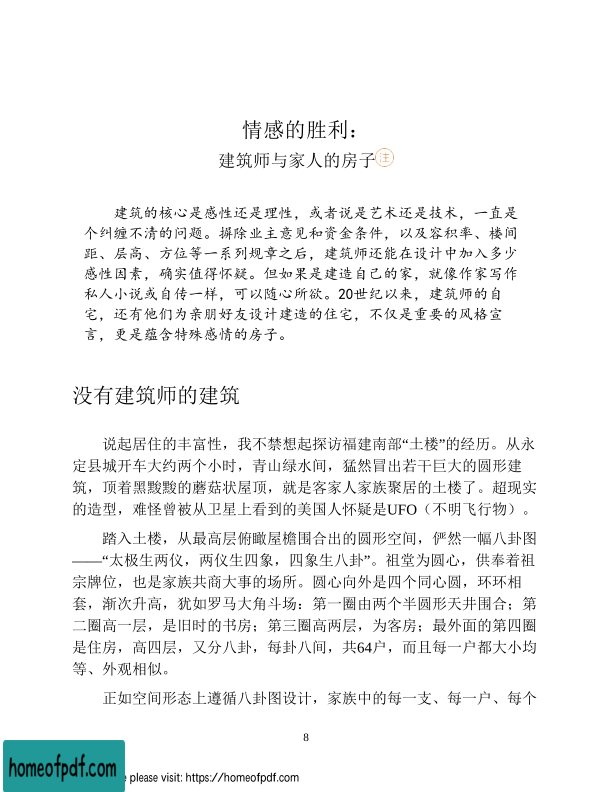 情感的胜利：
建筑师与家人的房子注
建筑的核心是感性还是理性，或者说是艺术还是技术，一直是
个纠缠不清的问题。摒除业主意见和资金条件，以及容积率、楼间
距、层高、方位等一系列规章之后，建筑师还能在设计中加入多少
感性因素，确实值得怀疑。但如果是建造自己的家，就像作家写作
私人小说或自传一样，可以随心所欲。20世纪以来，建筑师的自
宅，还有他们为亲朋好友设计建造的住宅，不仅是重要的风格宣
言，更是蕴含特殊感情的房子。
没有建筑师的建筑
说起居住的丰富性，我不禁想起探访福建南部“土楼”的经历。从永
定县城开车大约两个小时，青山绿水间，猛然冒出若干巨大的圆形建
筑，顶着黑黢黢的蘑菇状屋顶，就是客家人家族聚居的土楼了。超现实
的造型，难怪曾被从卫星上看到的美国人怀疑是UFO（不明飞行物）。
踏入土楼，从最高层俯瞰屋檐围合出的圆形空间，俨然一幅八卦图
——“太极生两仪，两仪生四象，四象生八卦”。祖堂为圆心，供奉着祖
宗牌位，也是家族共商大事的场所。圆心向外是四个同心圆，环环相
套，渐次升高，犹如罗马大角斗场：第一圈由两个半圆形天井围合；第
二圈高一层，是旧时的书房；第三圈高两层，为客房；最外面的第四圈
是住房，高四层，又分八卦，每卦八间，共64户，而且每一户都大小均
等、外观相似。
正如空间形态上遵循八卦图设计，家族中的每一支、每一户、每个
8
homeofpdf.com
e please visit: https://homeofpdf.com